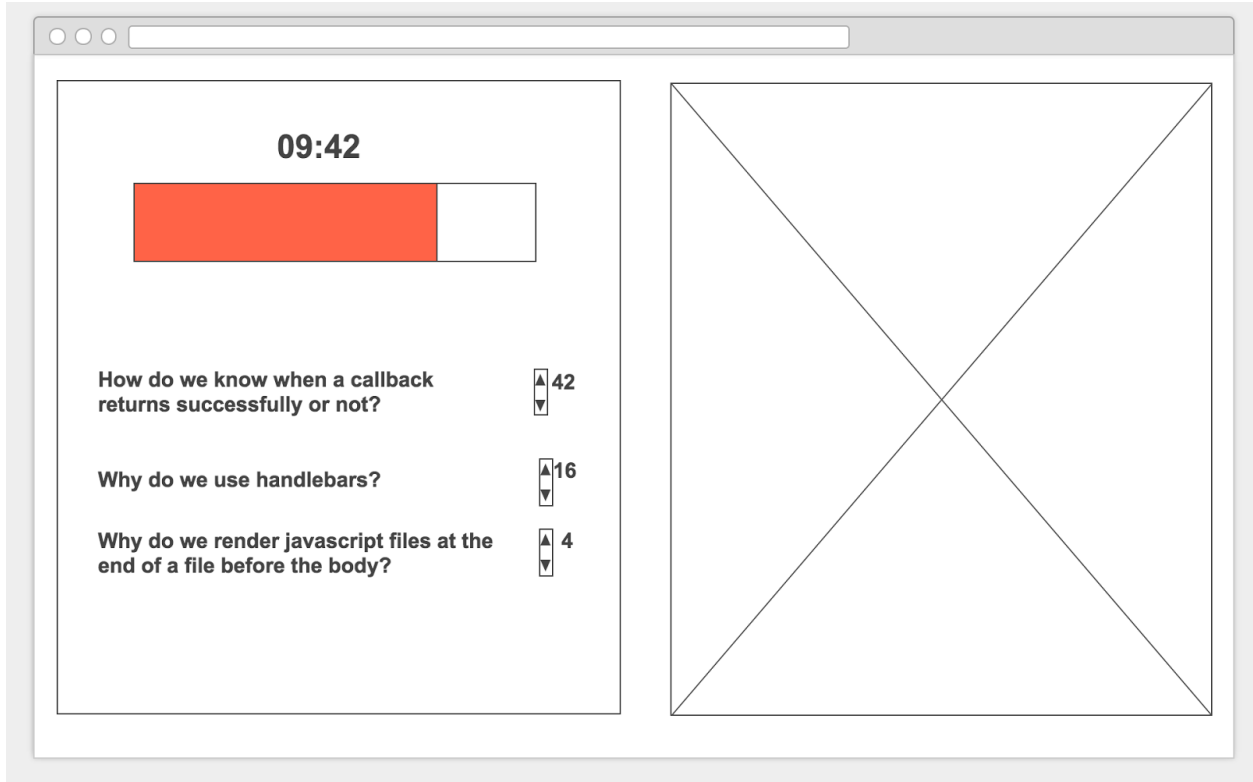 09:42
How do we know when a callback
returns successfully or not?
42
Why do we use handlebars?
16
Why do we render javascript files at the
end of a file before the body?
4